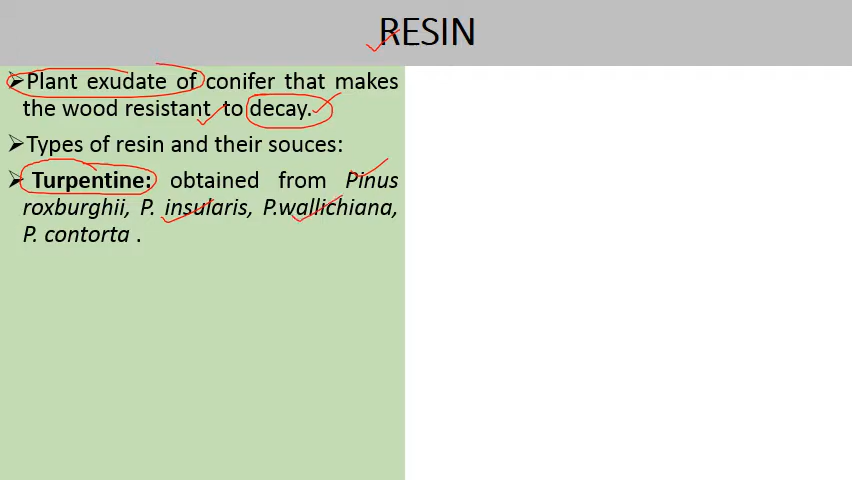 RESIN
➢Plant exudate of conifer that makes
the wood resistant to decay.
➢Types of resin and their souces:
➢ Turpentine: obtained from Pinus
roxburghii, P. insularis, P.wallichiana,
P. contorta .